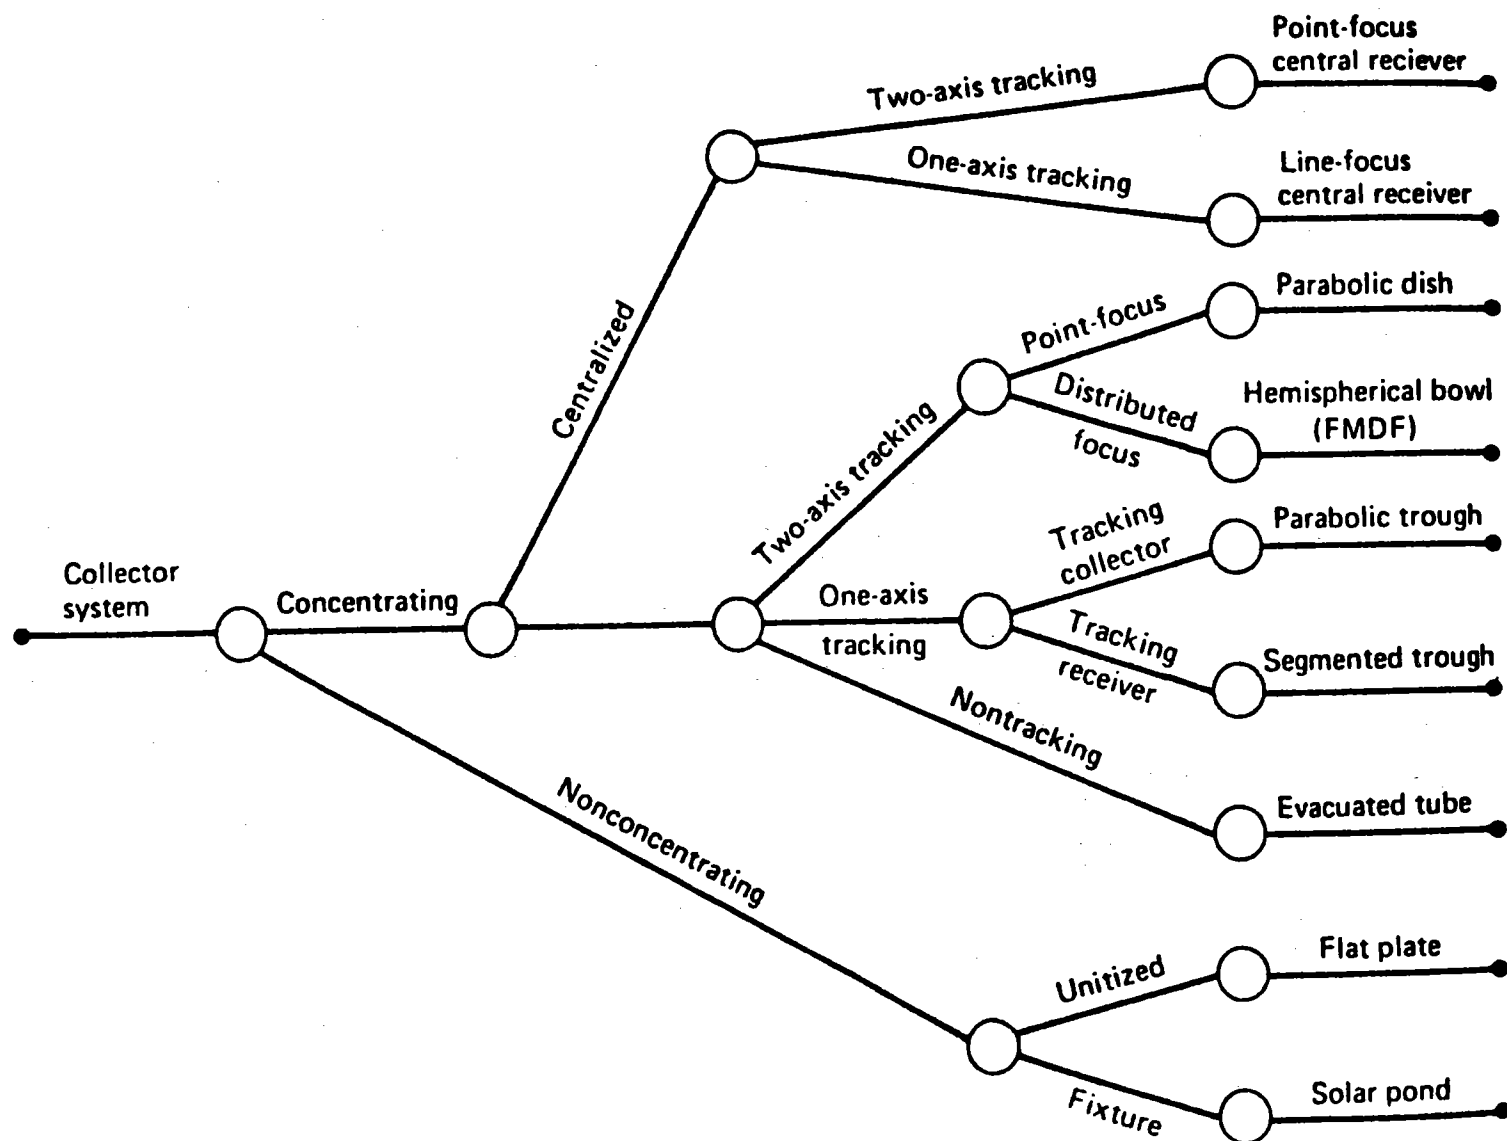 Point-focus
central reciever
Two-axis tracking
One-axis tracking
Line-focus
central receiver
Centralized
Parabolic dish
Point-focus
Distributed
focus
Hemispherical bowl
(FMDF)
Two-axis tracking
Tracking
collector
Parabolic trough
Collector
system
Concentrating
One-axis
tracking
Tracking
receiver
Segmented trough
Nontracking
Evacuated tube
Nonconcentrating
Unitized
Flat plate
Fixture
Solar pond